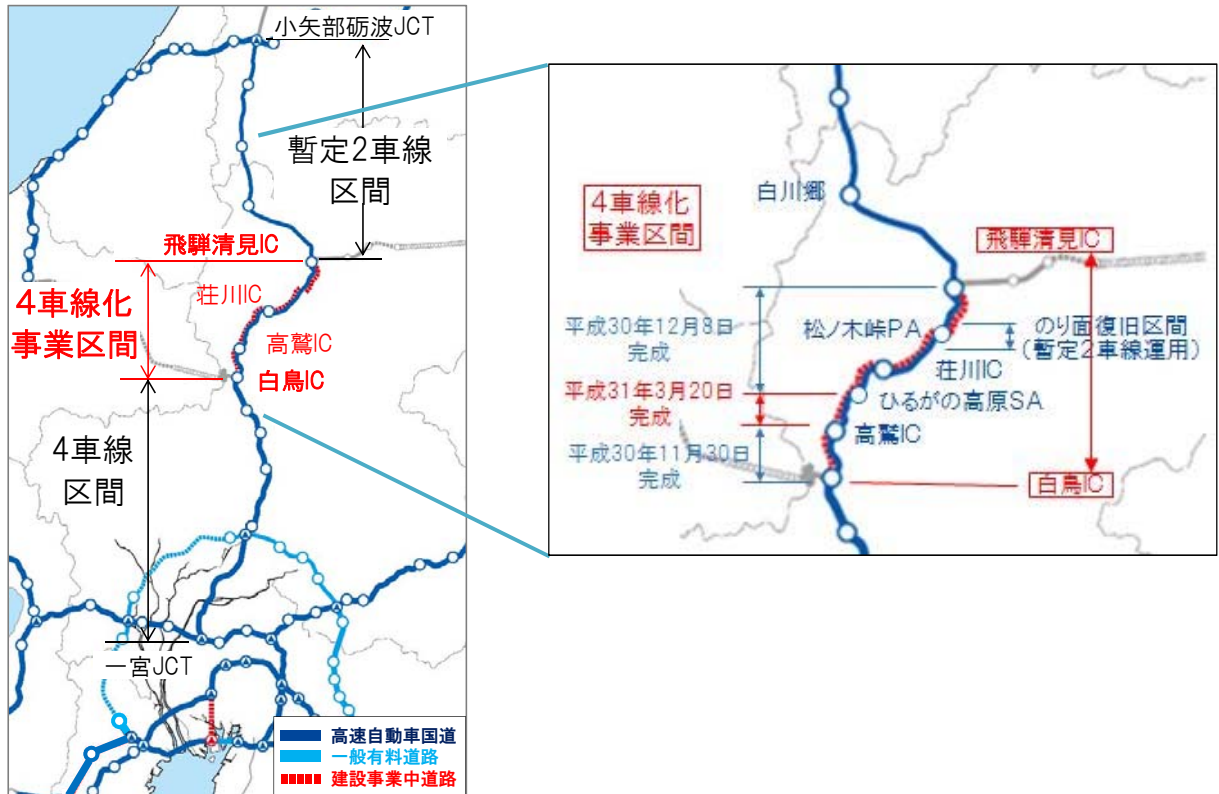 小矢部砺波JCT
暫定2車線
区間
飛騨清見IC
荘川IC
4車線化
事業区間
高鷲IC
白鳥IC
4車線
区間
一宮JCT
高速自動車国道
一般有料道路
建設事業中道路
白川郷
4車線化
事業区間
飛騨清見IC
平成30年12月8日
完成
松ノ木峠PA
のり面復旧区間
(暫定2車線運用)
荘川IC
平成31年3月20日
完成
ひるがの高原SA
高鷲IC
平成30年11月30日
完成
白鳥IC